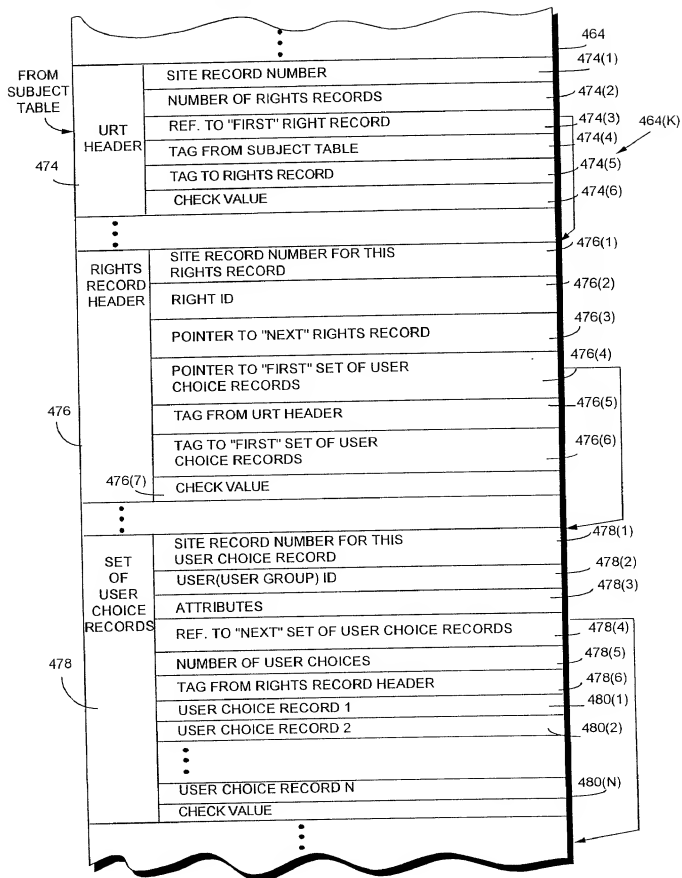 464
SITE RECORD NUMBER
474(1)
FROM
SUBJECT
TABLE
NUMBER OF RIGHTS RECORDS
474(2)
URT
HEADER
REF. TO "FIRST" RIGHT RECORD
474(3)
464(K)
TAG FROM SUBJECT TABLE
474(4)
474
TAG TO RIGHTS RECORD
474(5)
CHECK VALUE
474(6)
RIGHTS
RECORD
HEADER
SITE RECORD NUMBER FOR THIS
RIGHTS RECORD
476(1)
RIGHT ID
476(2)
POINTER TO "NEXT" RIGHTS RECORD
476(3)
POINTER TO "FIRST" SET OF USER
CHOICE RECORDS
476(4)
476
TAG FROM URT HEADER
476(5)
TAG TO "FIRST" SET OF USER
CHOICE RECORDS
476(6)
476(7)
CHECK VALUE
SET
OF
USER
CHOICE
RECORDS
SITE RECORD NUMBER FOR THIS
USER CHOICE RECORD
478(1)
USER(USER GROUP) ID
478(2)
ATTRIBUTES
478(3)
REF. TO "NEXT" SET OF USER CHOICE RECORDS
478(4)
478
NUMBER OF USER CHOICES
478(5)
TAG FROM RIGHTS RECORD HEADER
478(6)
USER CHOICE RECORD 1
480(1)
USER CHOICE RECORD 2
480(2)
USER CHOICE RECORD N
480(N)
CHECK VALUE